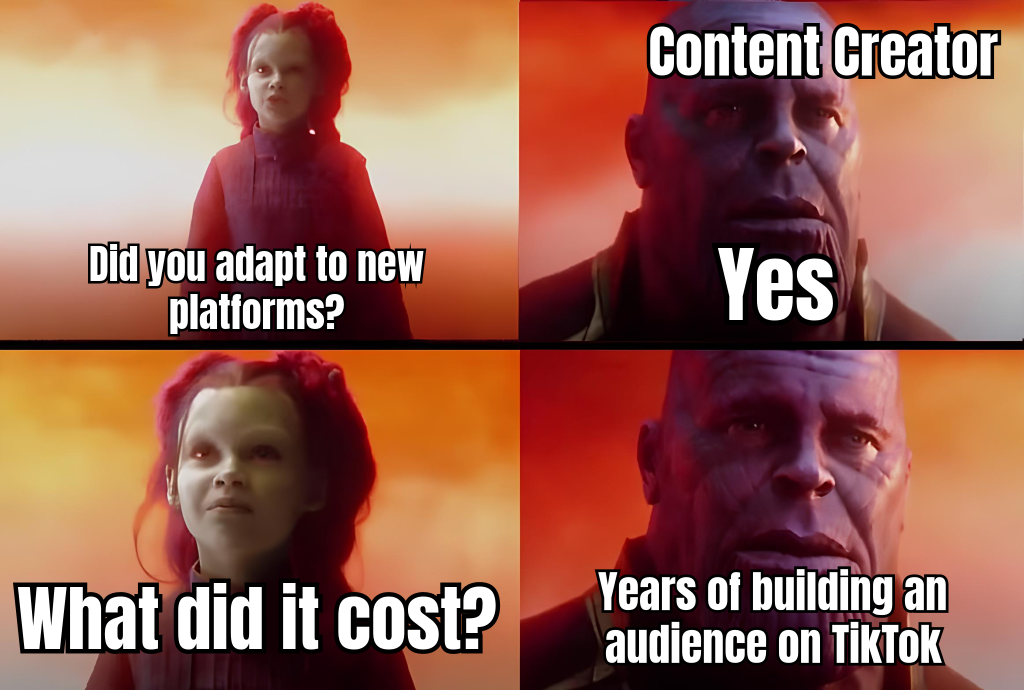 Did you adapt to new
platforms?
Content Creator
Yes
What did it cost?
Years of building an
audience on TikTok